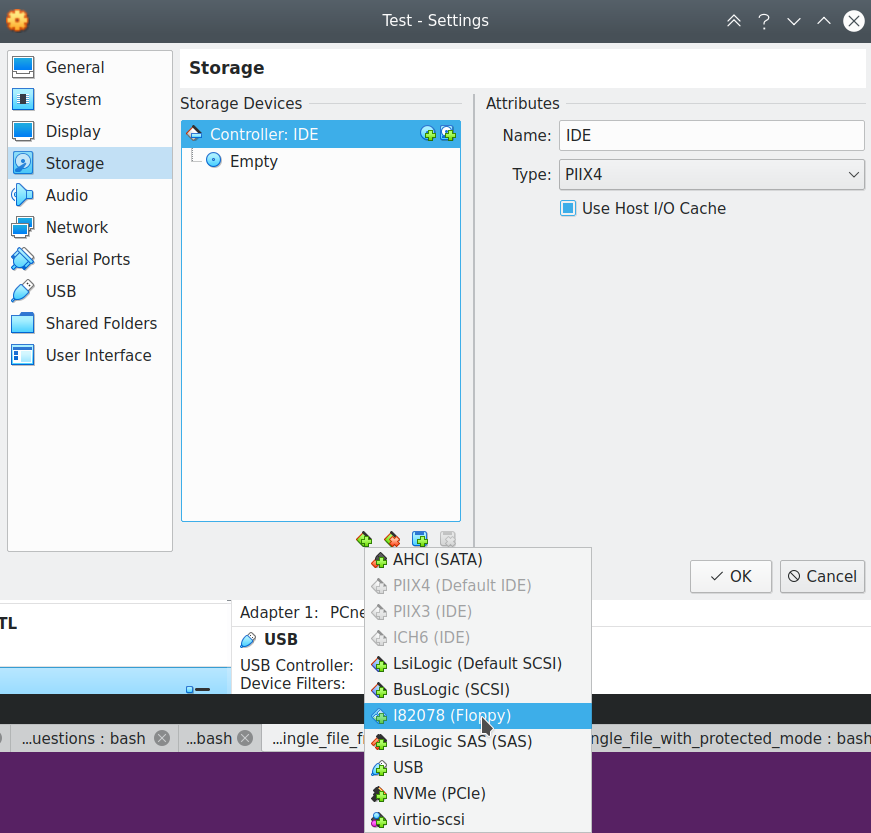 Test - Settings
General
System
Display
Storage
Audio
Network
Serial Ports
USB
Shared Folders
User Interface
Storage
Storage Devices
Controller: IDE
Empty
Attributes
Name: IDE
Type: PIIX4
Use Host I/O Cache
AHCI (SATA)
PIIX4 (Default IDE)
PIIX3 (IDE)
ICH6 (IDE)
LsiLogic (Default SCSI)
BusLogic (SCSI)
I82078 (Floppy)
LsiLogic SAS (SAS)
USB
NVMe (PCIe)
virtio-scsi
OK Cancel
TL
Adapter 1: PCne
USB
USB Controller:
Device Filters:
...uestions : bash ...bash ...ingle_file_f ngle_file_with_protected_mode : bash